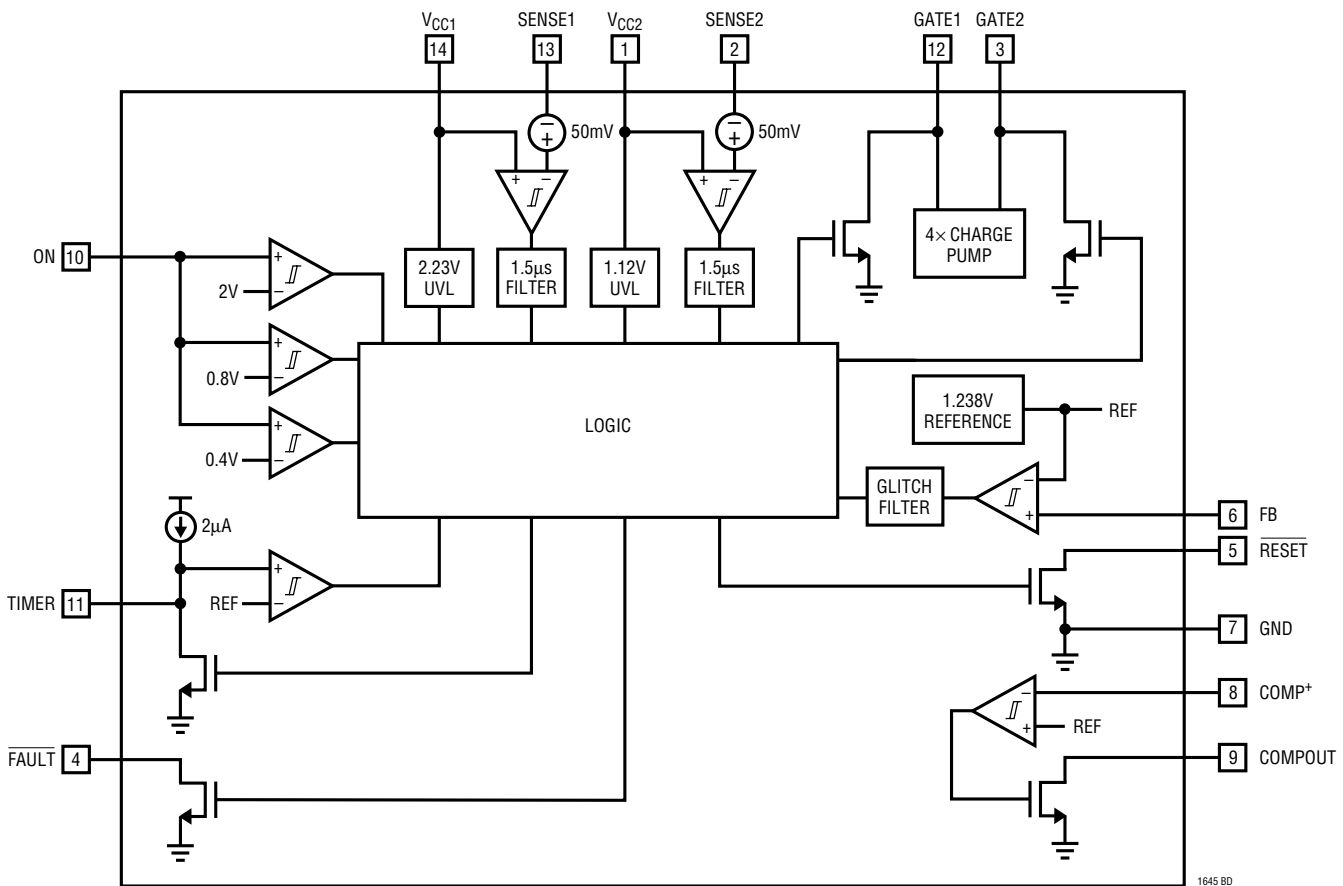 VCC1 SENSE1 VCC2 SENSE2 GATE1 GATE2
14 13 1 2 12 3
− + 50mV − + 50mV
+ − + −
ON 10
+
2V −
2.23V
UVL
1.5μs
FILTER
1.12V
UVL
1.5μs
FILTER
4× CHARGE
PUMP
+
0.8V −
+
0.4V −
LOGIC
1.238V
REFERENCE
REF
GLITCH
FILTER
−
+
6 FB
5 RESET
7 GND
2μA
+
REF −
TIMER 11
−
8 COMP+
+ REF
FAULT 4
9 COMPOUT
1645 BD